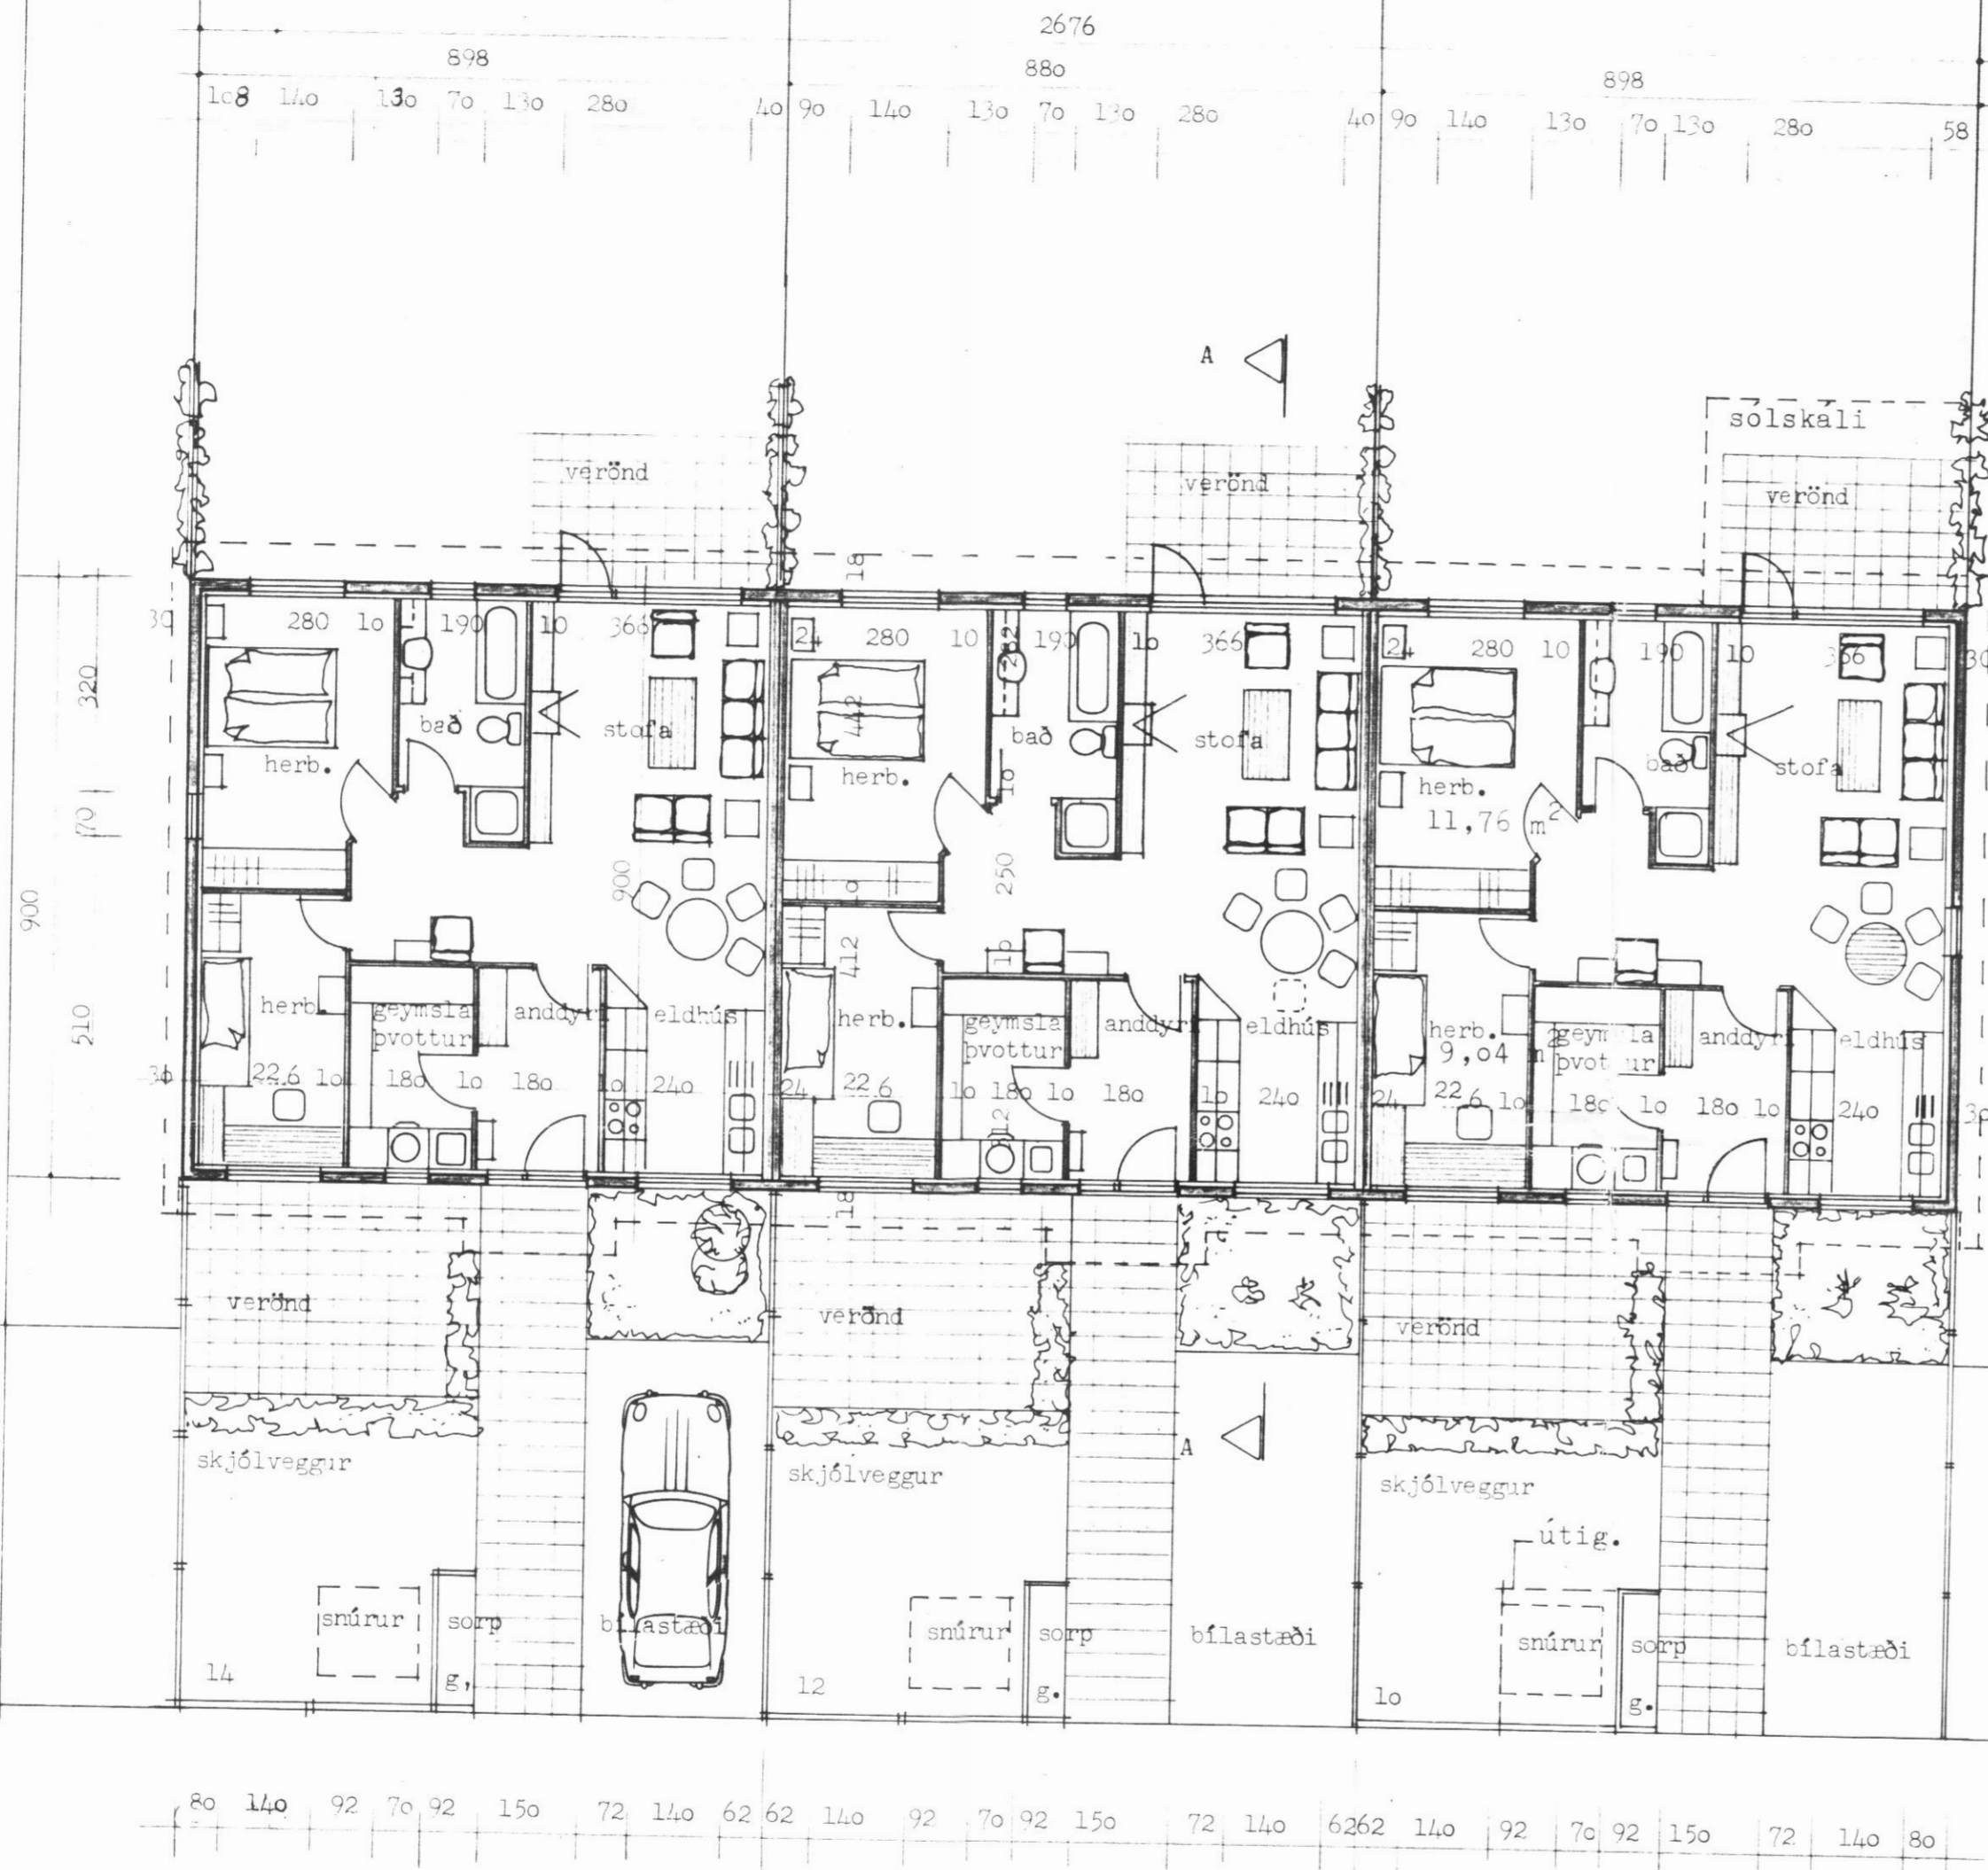 2676
898 880 898
108 140 130 70 130 280 40 90 140 130 70 130 280 40 90 140 130 70 130 280 58
A
sólskáli
verönd verönd verönd
18
30 280 10 190 10 366 24 280 10 282 190 10 366 24 280 10 190 10 366 30
320
442
bað stofa bað stofa bað stofa
herb. herb. herb.
10
11,76 m²
70
900 900 250
412 10
510
herb. geymsla anddyri eldhús herb. geymsla anddyri eldhús herb. geymsla anddyri eldhús
þvottur þvottur 9,04 m² þvottur
30 22.6 10 180 10 180 10 240 24 22.6 10 180 10 180 10 240 24 22.6 10 180 10 180 10 240 30
12
18
verönd verönd verönd
A
skjólveggur skjólveggur skjólveggur
útig.
snúrur sorp bílastæði snúrur sorp bílastæði snúrur sorp bílastæði
14 g. 12 g. 10 g.
80 140 92 70 92 150 72 140 62 62 140 92 70 92 150 72 140 62 62 140 92 70 92 150 72 140 80